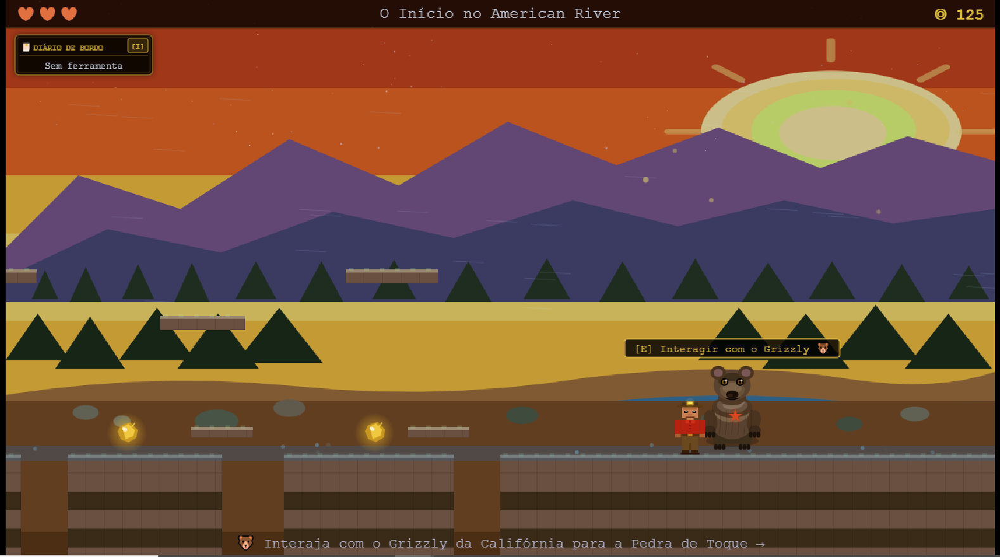 O Início no American River
125
DIÁRIO DE BORDO [I]
Sem ferramenta
[E] Interagir com o Grizzly
Interaja com o Grizzly da Califórnia para a Pedra de Toque →